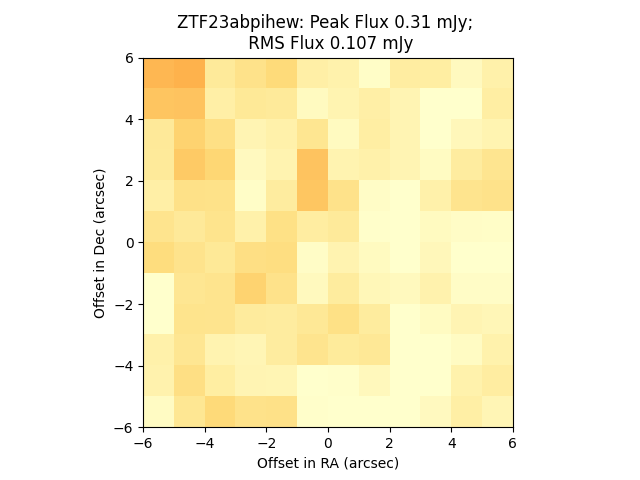 ZTF23abpihew: Peak Flux 0.31 mJy;
RMS Flux 0.107 mJy
6
4
2
0
−2
−4
−6
Offset in Dec (arcsec)
−6 −4 −2 0 2 4 6
Offset in RA (arcsec)